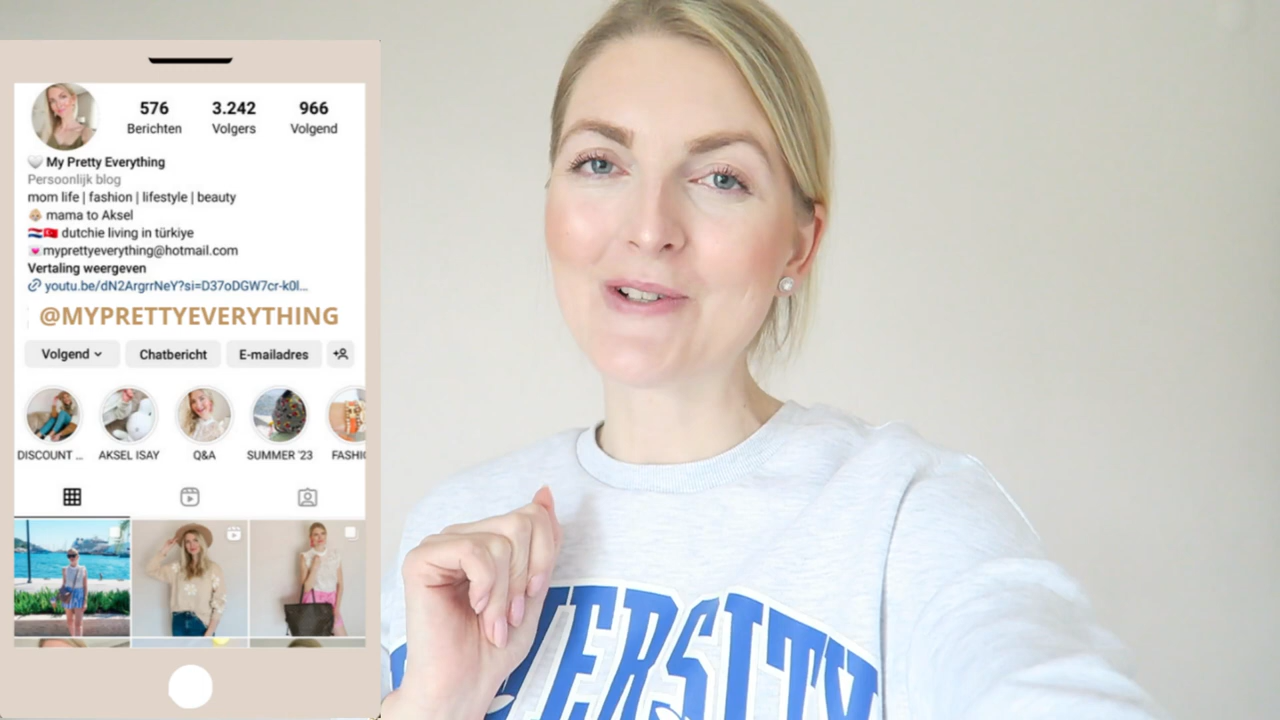 576 3.242 966
Berichten Volgers Volgend
My Pretty Everything
Persoonlijk blog
mom life | fashion | lifestyle | beauty
mama to Aksel
dutchie living in türkiye
myprettyeverything@hotmail.com
Vertaling weergeven
youtu.be/dN2ArgrrNeY?si=D37oDGW7cr-k0l...
@MYPRETTYEVERYTHING
Volgend Chatbericht E-mailadres
DISCOUNT ... AKSEL ISAY Q&A SUMMER '23 FASHI
VERSITY